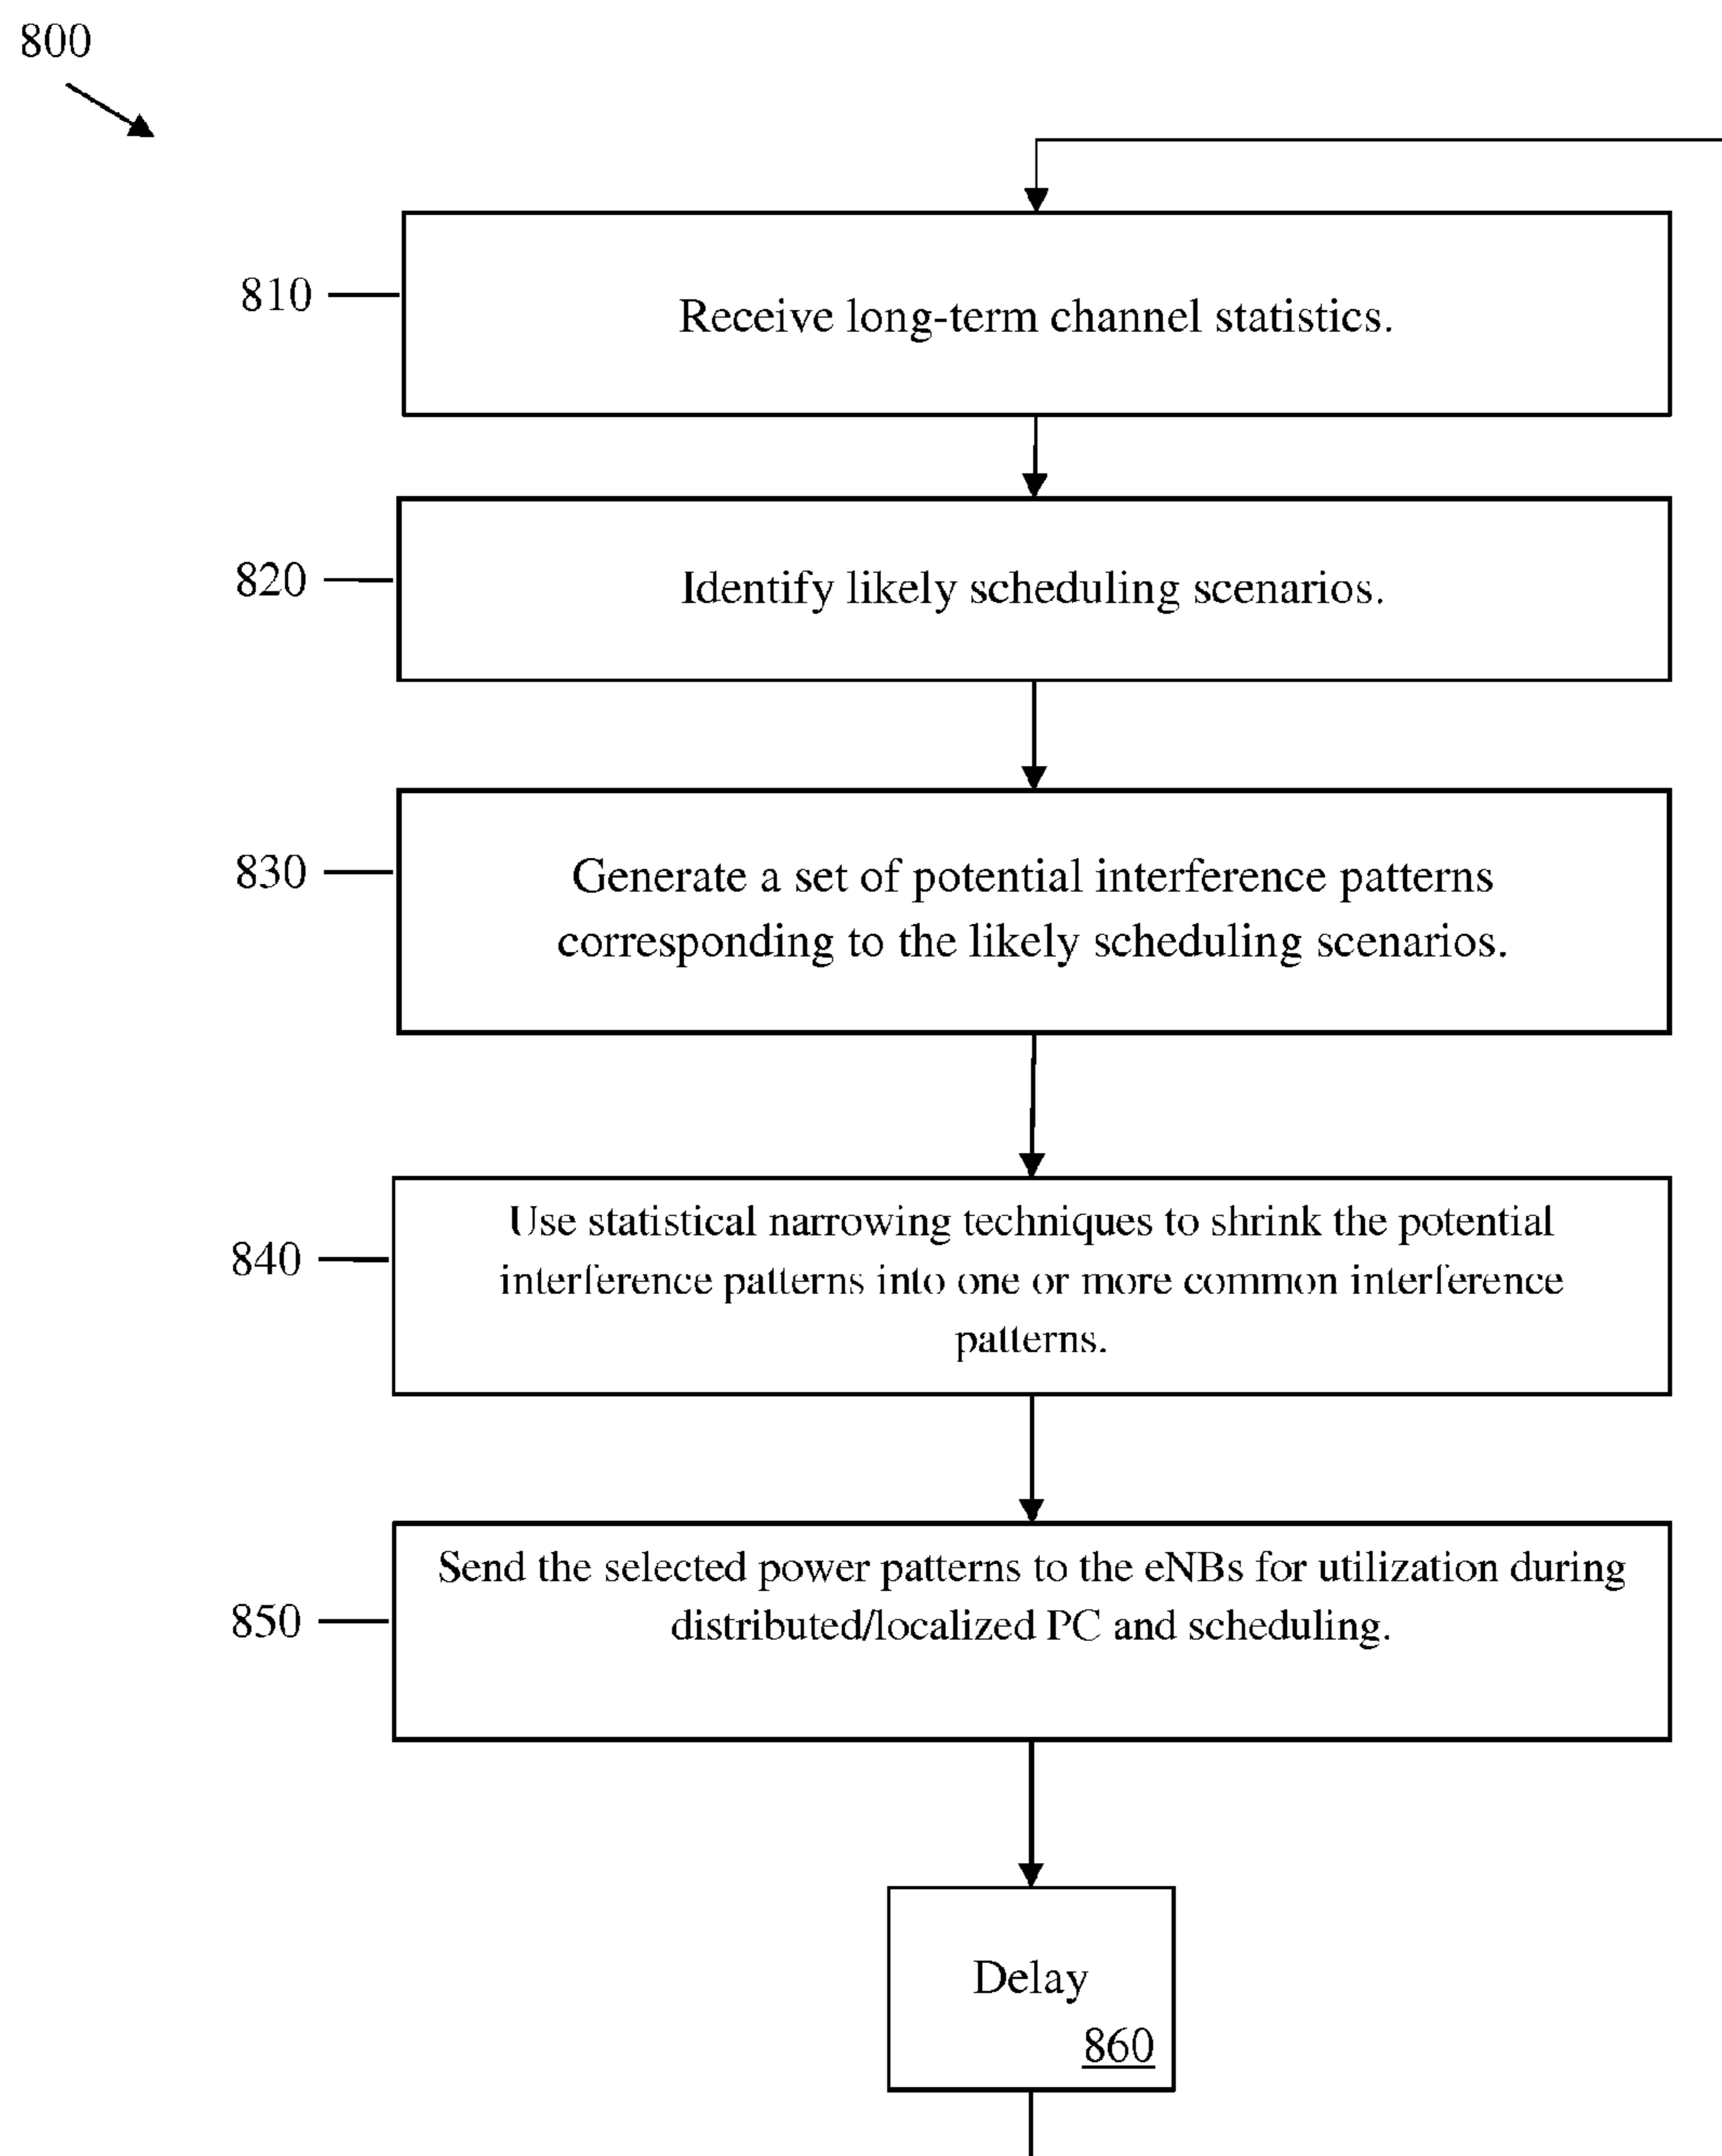 800
810
Receive long-term channel statistics.
820
Identify likely scheduling scenarios.
830
Generate a set of potential interference patterns
corresponding to the likely scheduling scenarios.
840
Use statistical narrowing techniques to shrink the potential
interference patterns into one or more common interference
patterns.
850
Send the selected power patterns to the eNBs for utilization during
distributed/localized PC and scheduling.
Delay
860